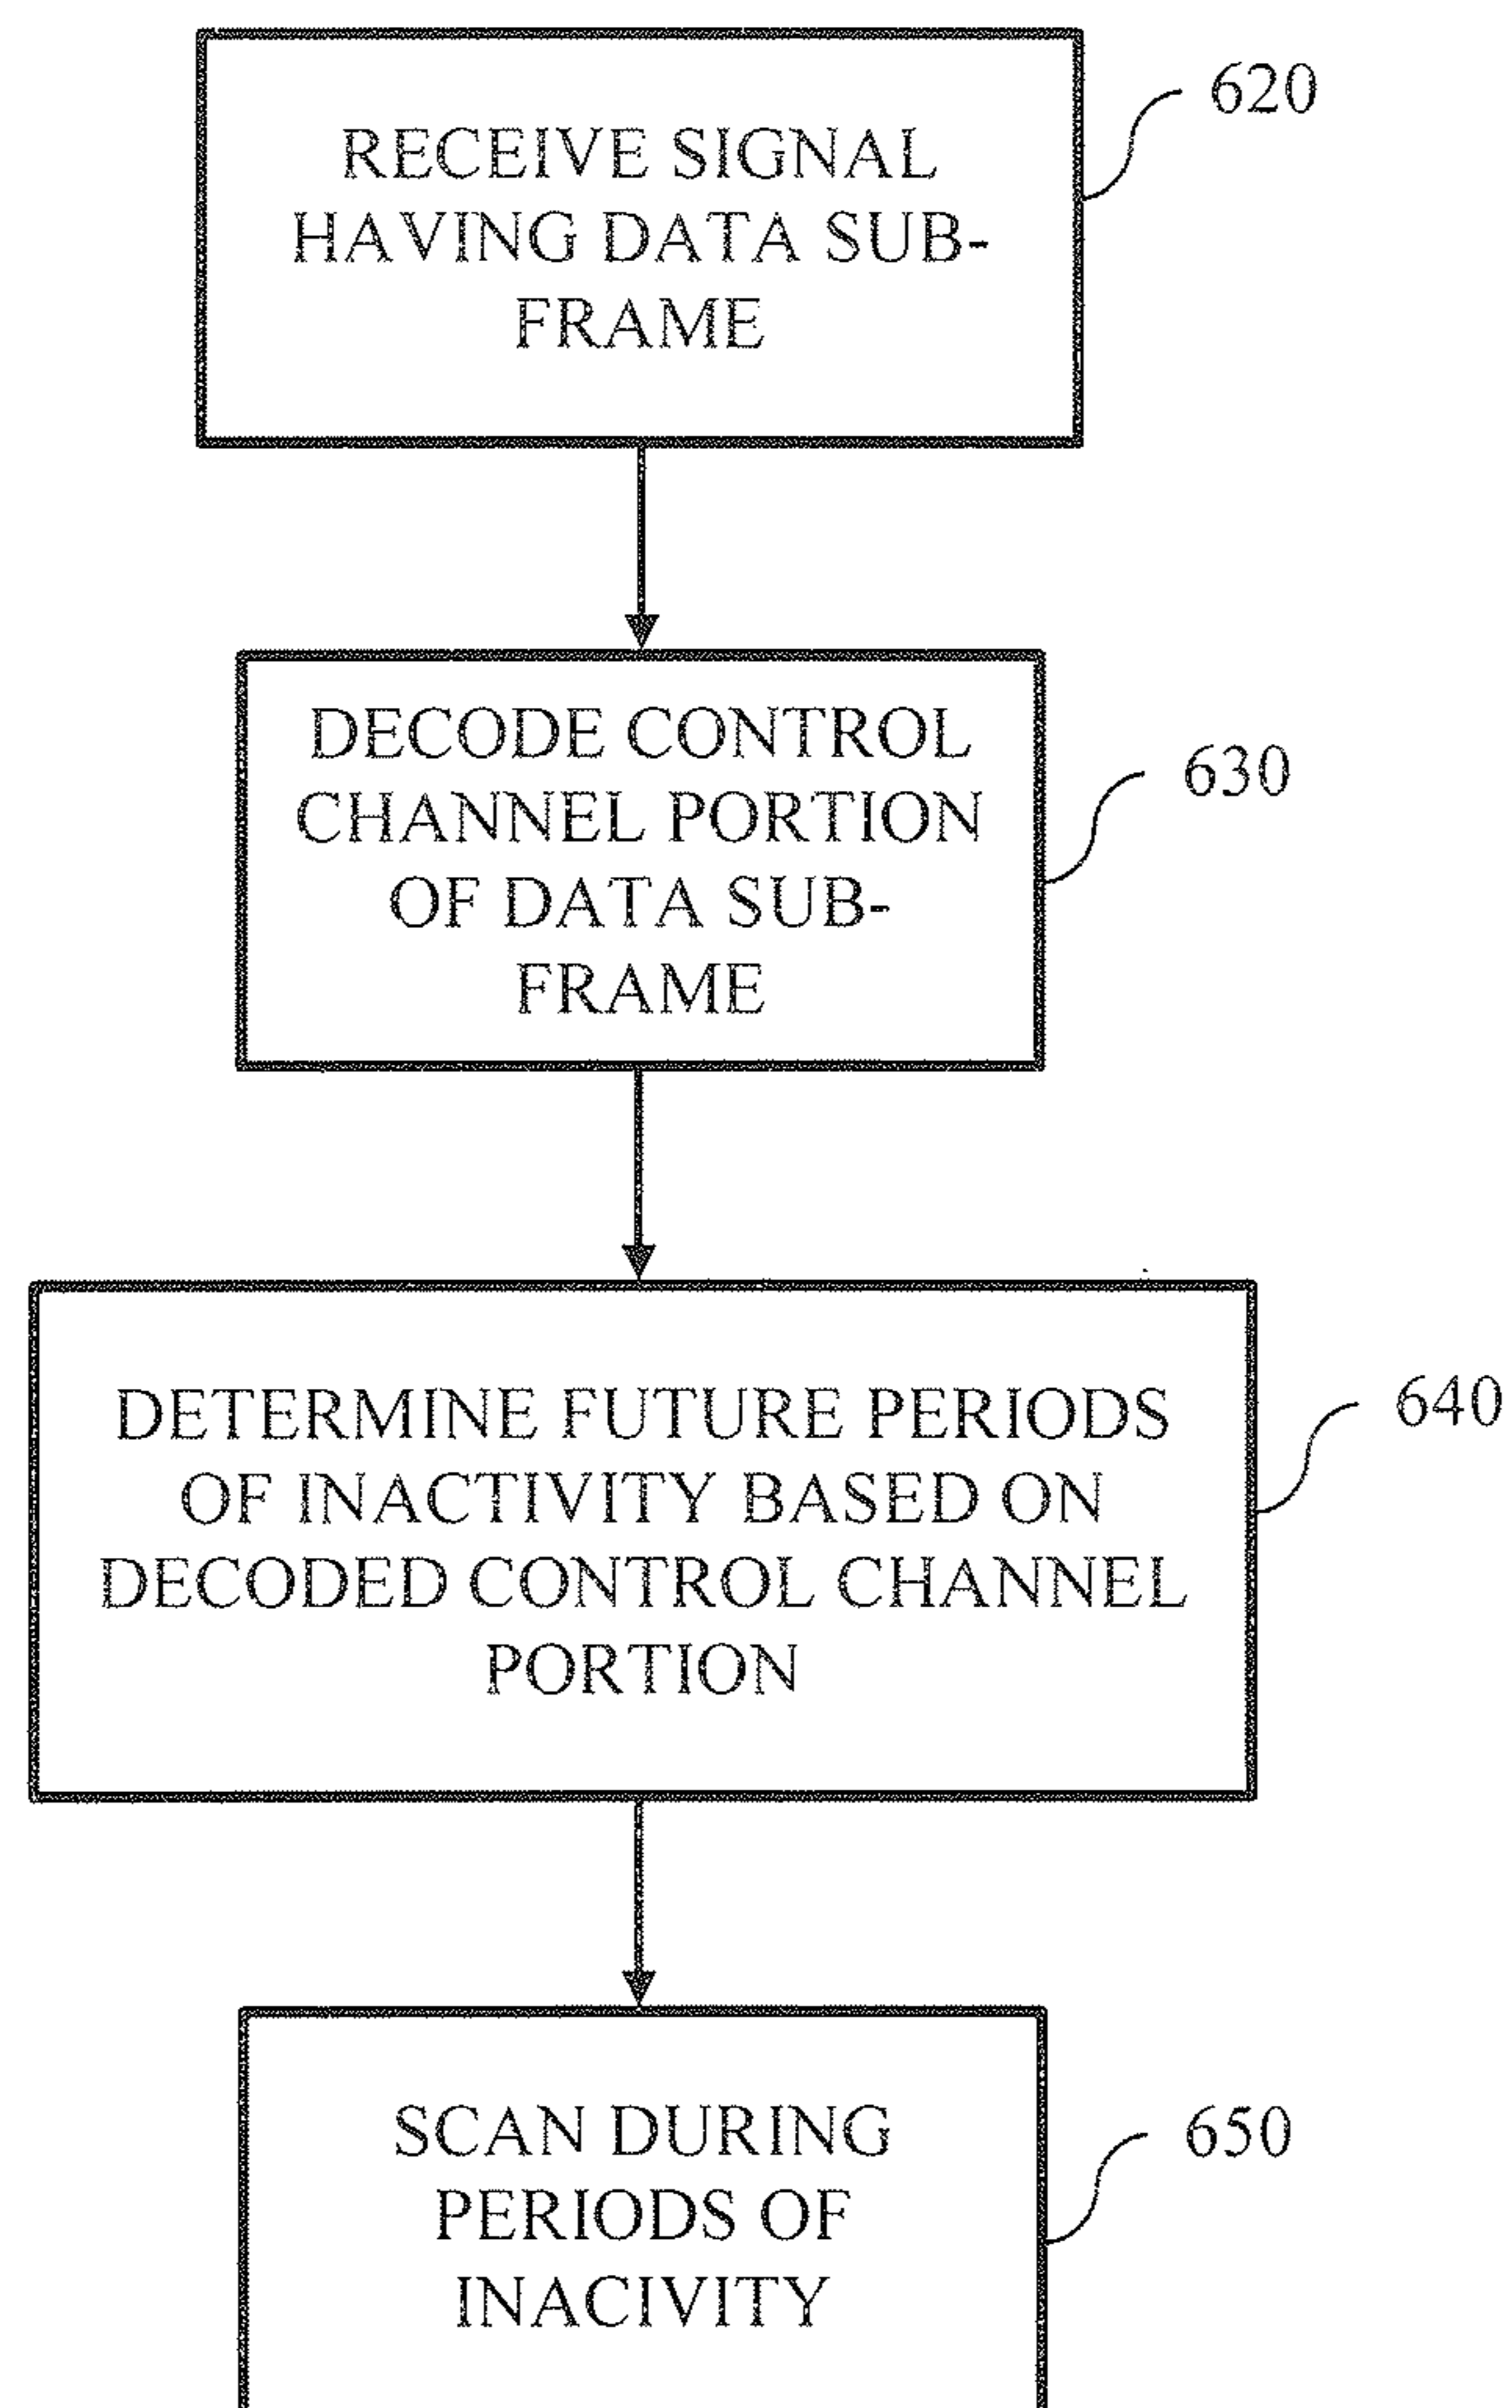 RECEIVE SIGNAL
HAVING DATA SUB-
FRAME
620
DECODE CONTROL
CHANNEL PORTION
OF DATA SUB-
FRAME
630
DETERMINE FUTURE PERIODS
OF INACTIVITY BASED ON
DECODED CONTROL CHANNEL
PORTION
640
SCAN DURING
PERIODS OF
INACIVITY
650